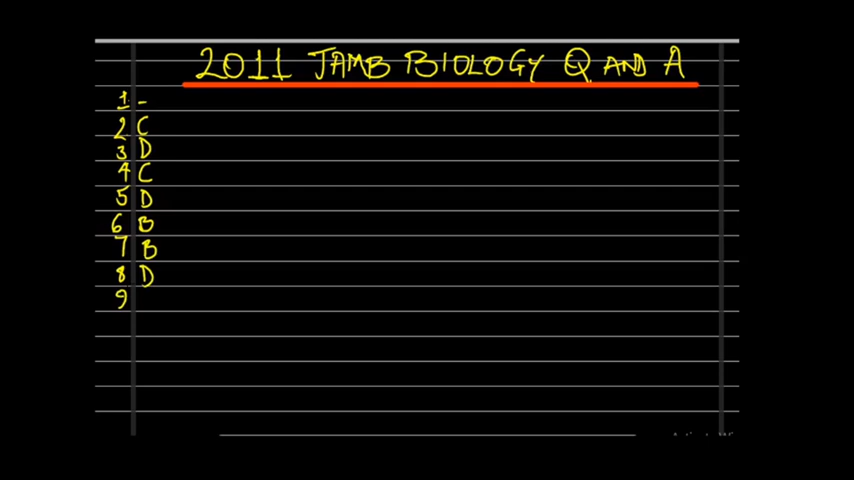 2011 JAMB BIOLOGY Q AND A
1 -
2 C
3 D
4 C
5 D
6 B
7 B
8 D
9